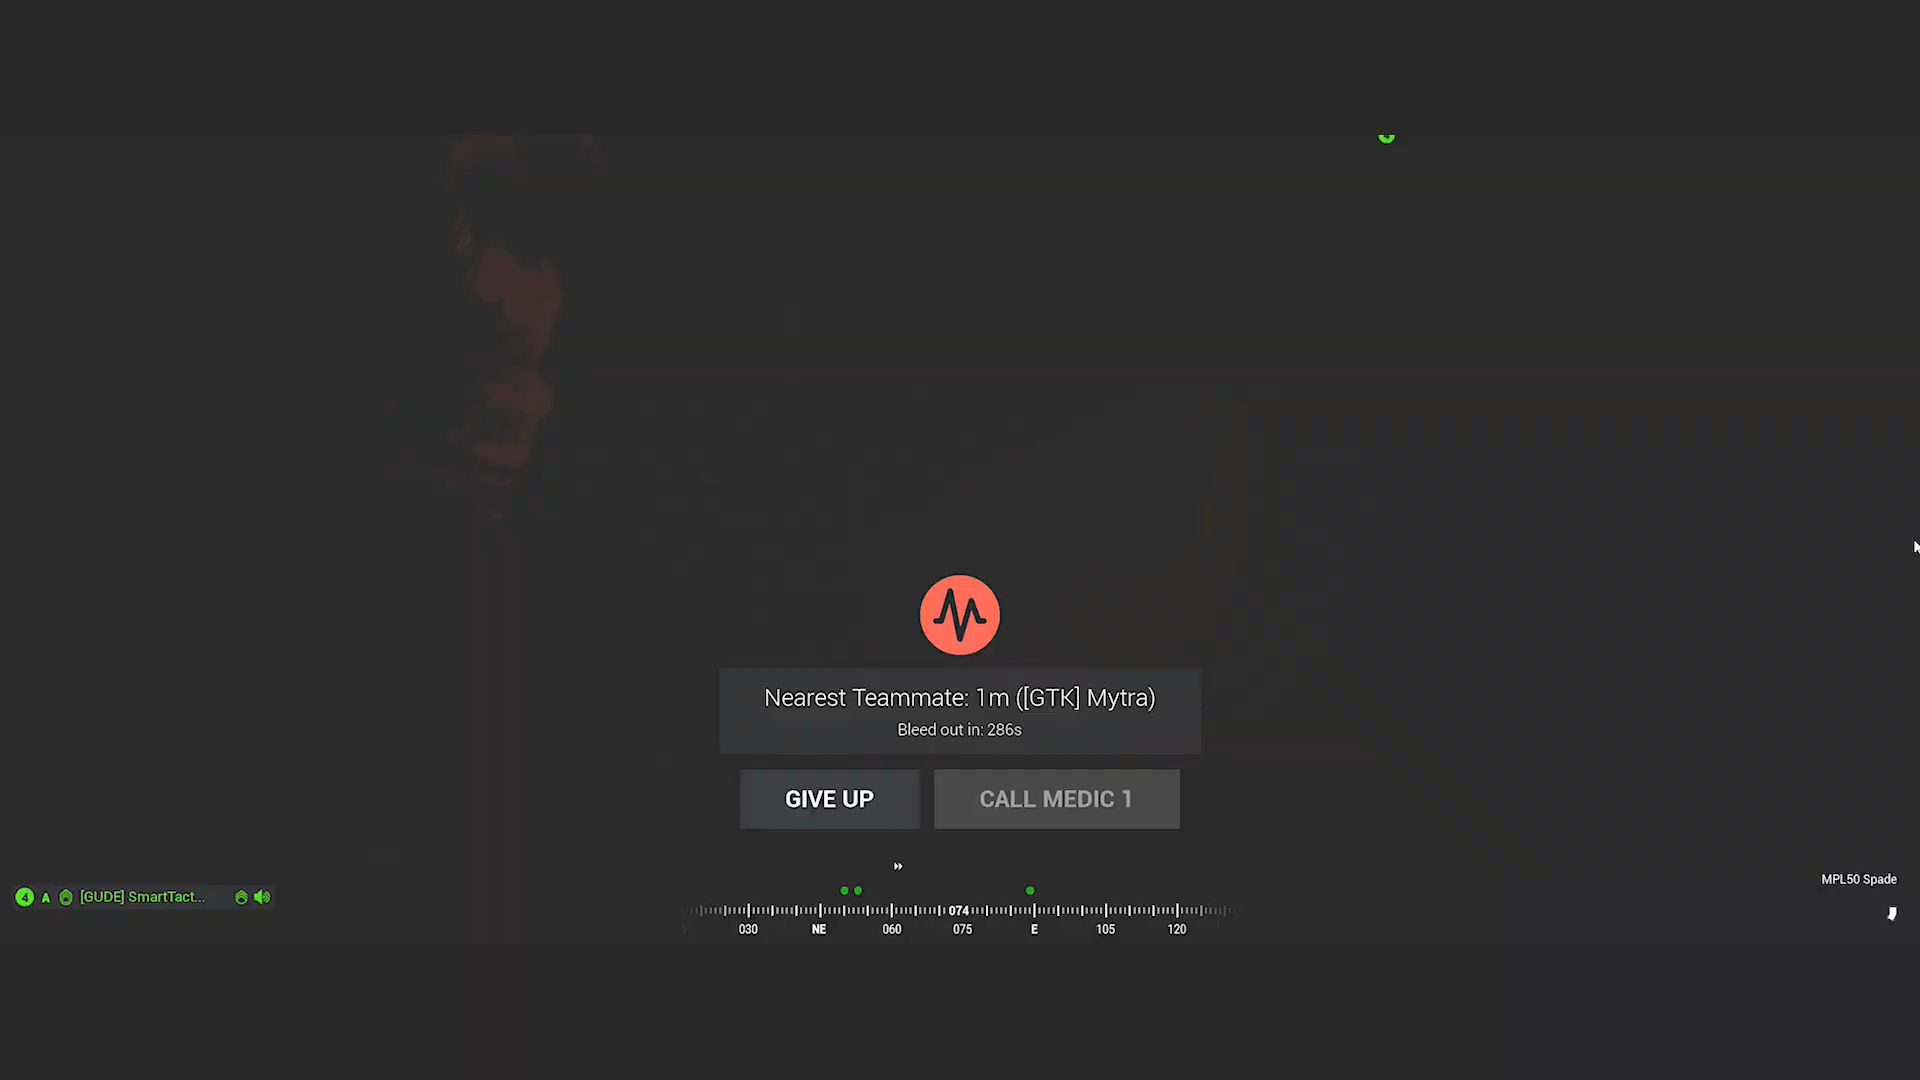 Nearest Teammate: 1m ([GTK] Mytra)
Bleed out in: 286s
GIVE UP
CALL MEDIC 1
MPL50 Spade
4 A [GUDE] SmartTact...
074
030 NE 060 075 E 105 120